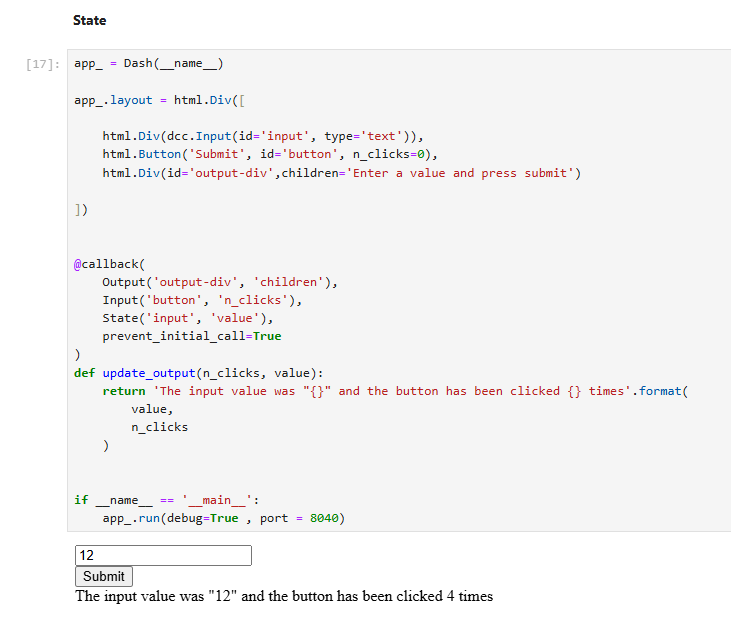 State
[17]: app_ = Dash(__name__)
app_.layout = html.Div([
    html.Div(dcc.Input(id='input', type='text')),
    html.Button('Submit', id='button', n_clicks=0),
    html.Div(id='output-div',children='Enter a value and press submit')
])
@callback(
    Output('output-div', 'children'),
    Input('button', 'n_clicks'),
    State('input', 'value'),
    prevent_initial_call=True
)
def update_output(n_clicks, value):
    return 'The input value was "{}" and the button has been clicked {} times'.format(
        value,
        n_clicks
    )
if __name__ == '__main__':
    app_.run(debug=True , port = 8040)
12
Submit
The input value was "12" and the button has been clicked 4 times